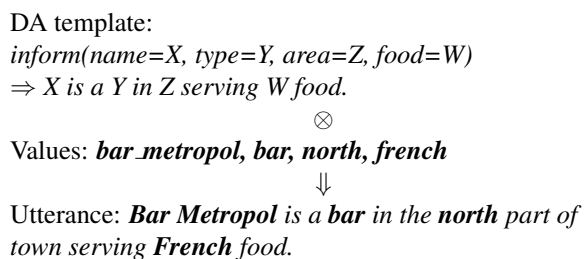 DA template:
inform(name=X, type=Y, area=Z, food=W)
⇒ X is a Y in Z serving W food.
⊗
Values: bar_metropol, bar, north, french
⇓
Utterance: Bar Metropol is a bar in the north part of
town serving French food.